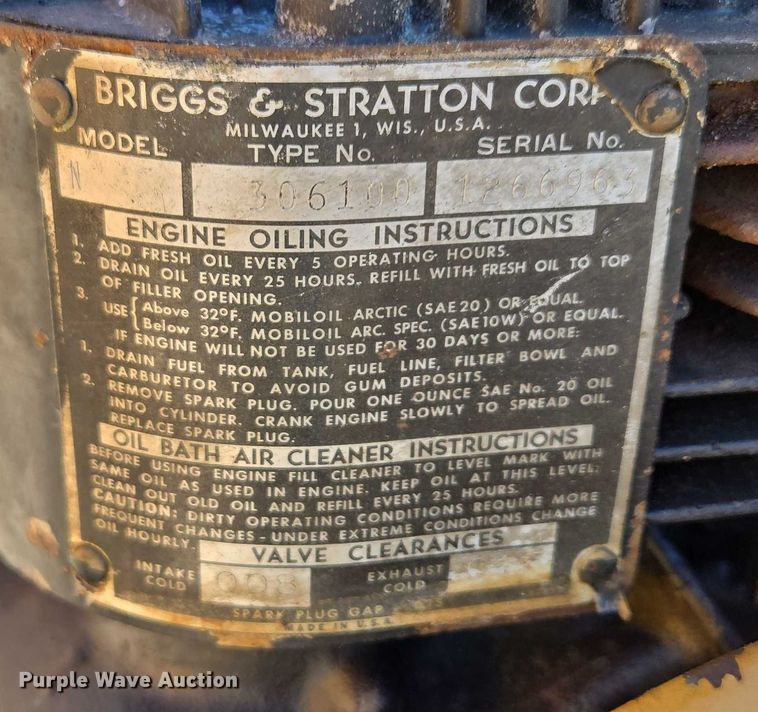 BRIGGS & STRATTON CORP.
MILWAUKEE 1, WIS., U.S.A.
MODEL TYPE No. SERIAL No.
N 306100 1266963
ENGINE OILING INSTRUCTIONS
1. ADD FRESH OIL EVERY 5 OPERATING HOURS.
2. DRAIN OIL EVERY 25 HOURS. REFILL WITH FRESH OIL TO TOP
OF FILLER OPENING.
3. USE { Above 32°F. MOBILOIL ARCTIC (SAE 20) OR EQUAL.
Below 32°F. MOBILOIL ARC. SPEC. (SAE 10W) OR EQUAL.
IF ENGINE WILL NOT BE USED FOR 30 DAYS OR MORE:
1. DRAIN FUEL FROM TANK, FUEL LINE, FILTER BOWL AND
CARBURETOR TO AVOID GUM DEPOSITS.
2. REMOVE SPARK PLUG. POUR ONE OUNCE SAE No. 20 OIL
INTO CYLINDER. CRANK ENGINE SLOWLY TO SPREAD OIL.
REPLACE SPARK PLUG.
OIL BATH AIR CLEANER INSTRUCTIONS
BEFORE USING ENGINE FILL CLEANER TO LEVEL MARK WITH
SAME OIL AS USED IN ENGINE. KEEP OIL AT THIS LEVEL.
CLEAN OUT OLD OIL AND REFILL EVERY 25 HOURS.
CAUTION: DIRTY OPERATING CONDITIONS REQUIRE MORE
FREQUENT CHANGES - UNDER EXTREME CONDITIONS CHANGE
OIL HOURLY.
VALVE CLEARANCES
INTAKE COLD 008 EXHAUST COLD
SPARK PLUG GAP
MADE IN U.S.A.
Purple Wave Auction